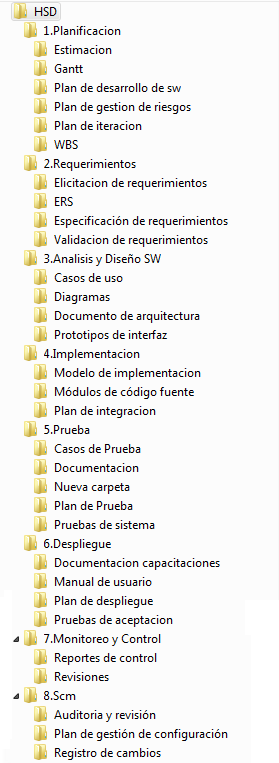 HSD
1.Planificacion
Estimacion
Gantt
Plan de desarrollo de sw
Plan de gestion de riesgos
Plan de iteracion
WBS
2.Requerimientos
Elicitacion de requerimientos
ERS
Especificación de requerimientos
Validacion de requerimientos
3.Analisis y Diseño SW
Casos de uso
Diagramas
Documento de arquitectura
Prototipos de interfaz
4.Implementacion
Modelo de implementacion
Módulos de código fuente
Plan de integracion
5.Prueba
Casos de Prueba
Documentacion
Nueva carpeta
Plan de Prueba
Pruebas de sistema
6.Despliegue
Documentacion capacitaciones
Manual de usuario
Plan de despliegue
Pruebas de aceptacion
7.Monitoreo y Control
Reportes de control
Revisiones
8.Scm
Auditoria y revisión
Plan de gestión de configuración
Registro de cambios